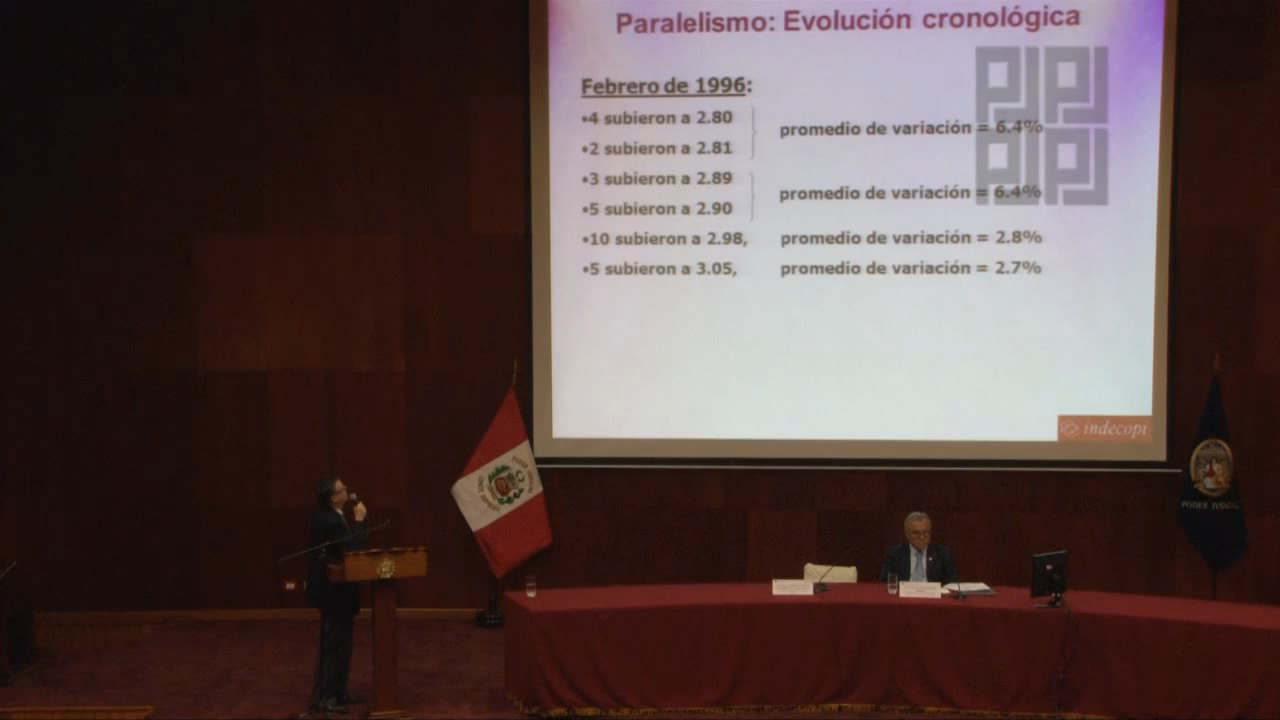 Paralelismo: Evolución cronológica
Febrero de 1996:
•4 subieron a 2.80
•2 subieron a 2.81
promedio de variación = 6.4%
•3 subieron a 2.89
•5 subieron a 2.90
promedio de variación = 6.4%
•10 subieron a 2.98, promedio de variación = 2.8%
•5 subieron a 3.05, promedio de variación = 2.7%
indecopi
PODER JUDICIAL